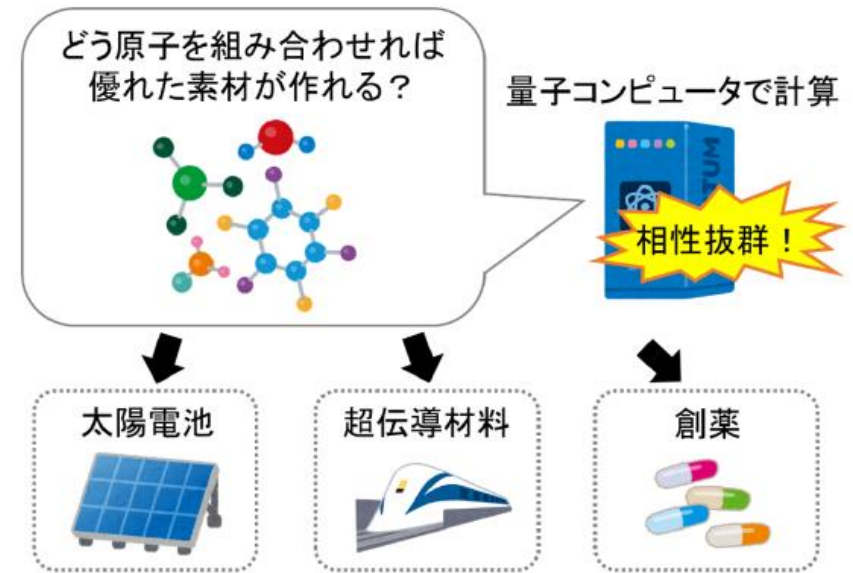 どう原子を組み合わせれば
優れた素材が作れる？
量子コンピュータで計算
TUM
相性抜群！
太陽電池
超伝導材料
創薬